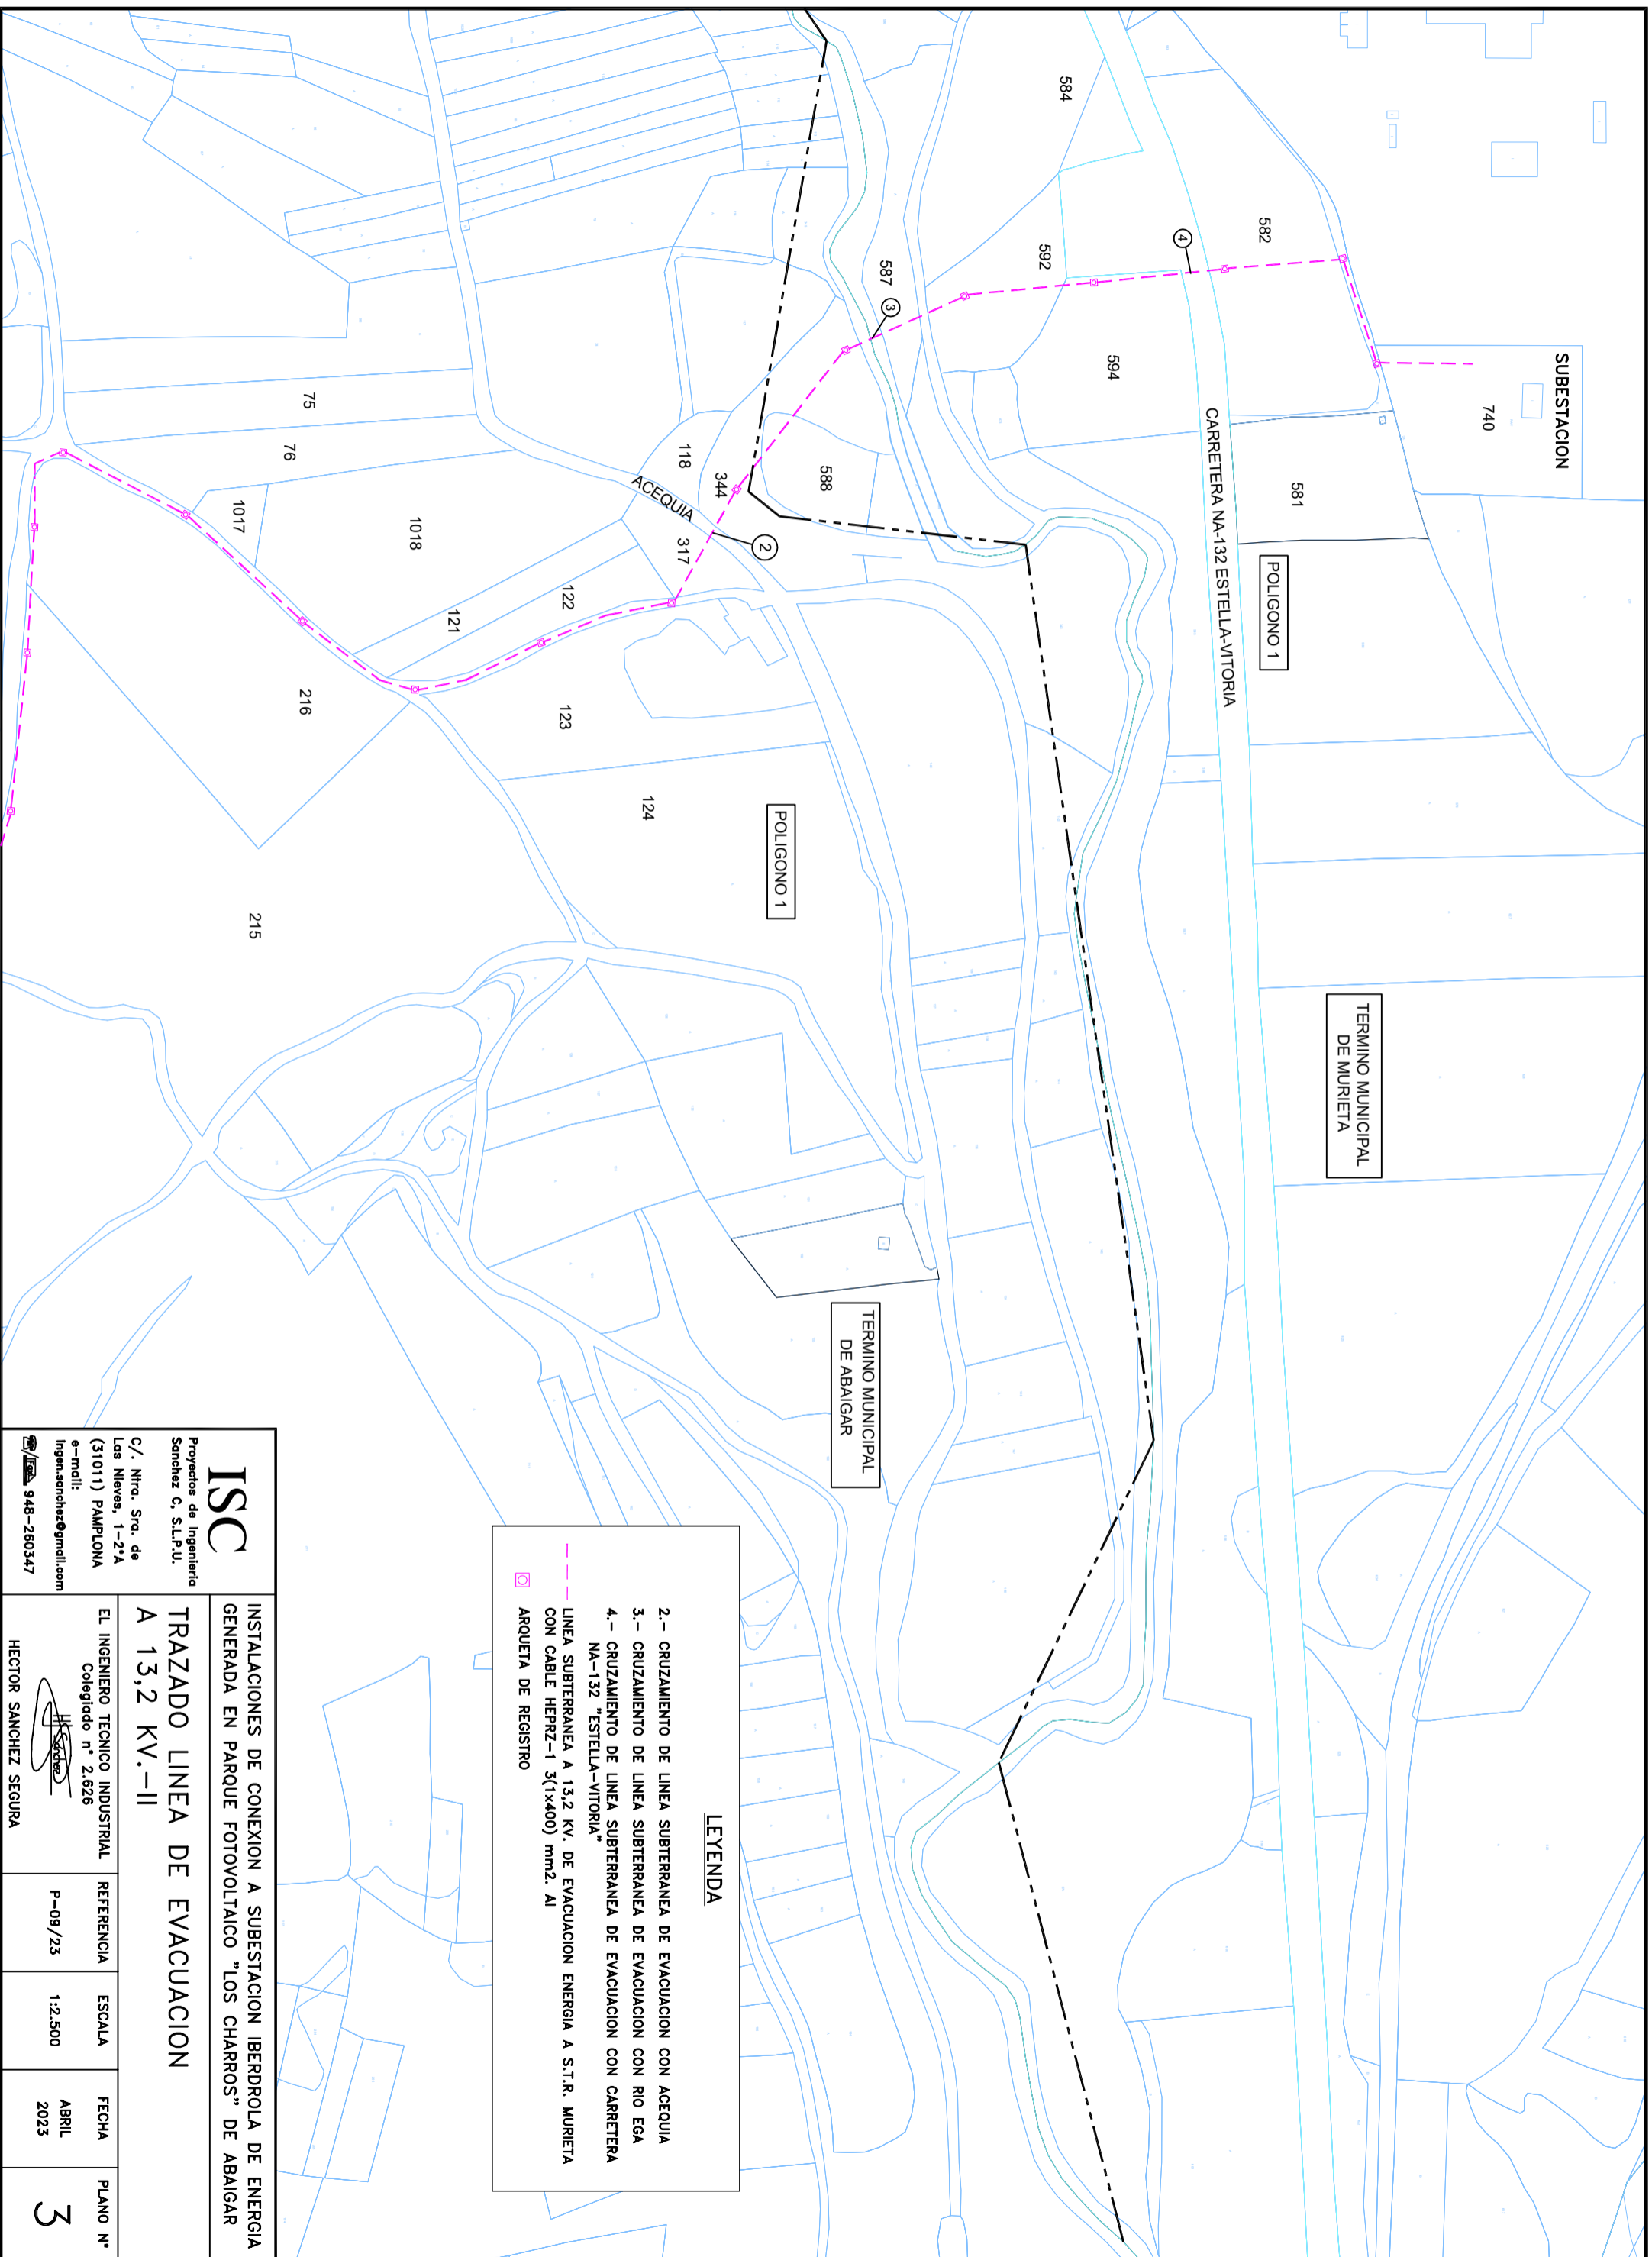 SUBESTACION
740
582
581
584
4
CARRETERA NA-132 ESTELLA-VITORIA
POLIGONO 1
TERMINO MUNICIPAL
DE MURIETA
592
594
587
3
588
118
344
ACEQUIA
2
317
75
76
1017
1018
121
122
123
124
216
215
POLIGONO 1
TERMINO MUNICIPAL
DE ABAIGAR
LEYENDA
2.- CRUZAMIENTO DE LINEA SUBTERRANEA DE EVACUACION CON ACEQUIA
3.- CRUZAMIENTO DE LINEA SUBTERRANEA DE EVACUACION CON RIO EGA
4.- CRUZAMIENTO DE LINEA SUBTERRANEA DE EVACUACION CON CARRETERA
NA-132 "ESTELLA-VITORIA"
LINEA SUBTERRANEA A 13,2 KV. DE EVACUACION ENERGIA A S.T.R. MURIETA
CON CABLE HEPRZ-1 3(1x400) mm2. Al
ARQUETA DE REGISTRO
ISC
Proyectos de Ingenieria
Sanchez C, S.L.P.U.
C/. Ntra. Sra. de
Las Nieves, 1-2ºA
(31011) PAMPLONA
e-mail:
ingen.sanchez@gmail.com
948-260347
INSTALACIONES DE CONEXION A SUBESTACION IBERDROLA DE ENERGIA
GENERADA EN PARQUE FOTOVOLTAICO "LOS CHARROS" DE ABAIGAR
TRAZADO LINEA DE EVACUACION
A 13,2 KV.-II
EL INGENIERO TECNICO INDUSTRIAL
Colegiado nº 2.626
HECTOR SANCHEZ SEGURA
REFERENCIA
P-09/23
ESCALA
1:2.500
FECHA
ABRIL
2023
PLANO Nº
3